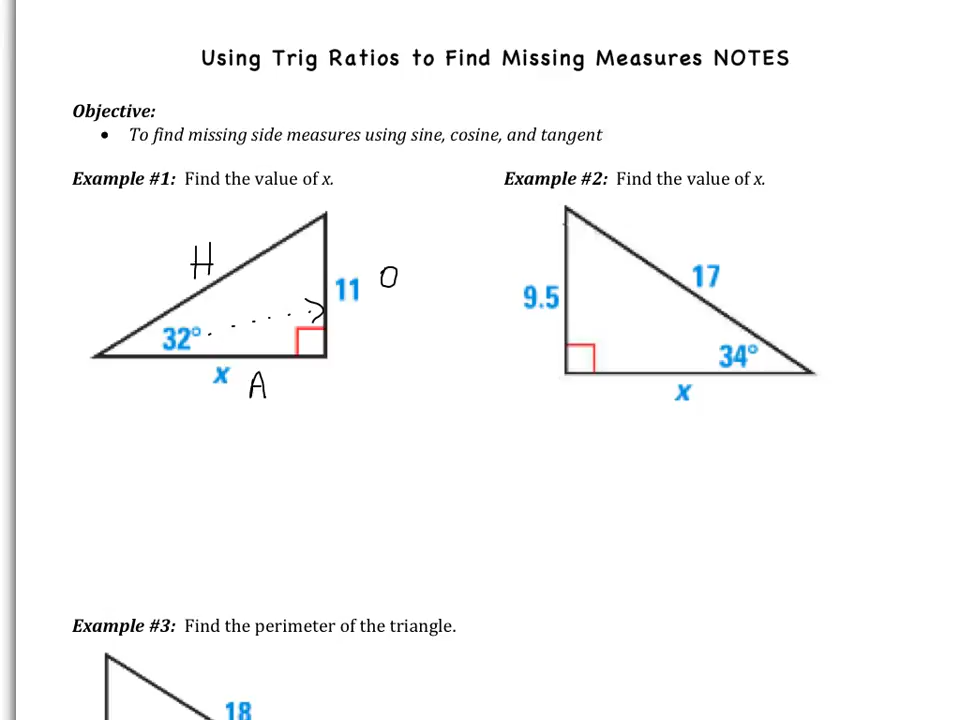 Using Trig Ratios to Find Missing Measures NOTES
Objective:
• To find missing side measures using sine, cosine, and tangent
Example #1: Find the value of x.
H
11 O
32°
x A
Example #2: Find the value of x.
17
9.5
34°
x
Example #3: Find the perimeter of the triangle.
18